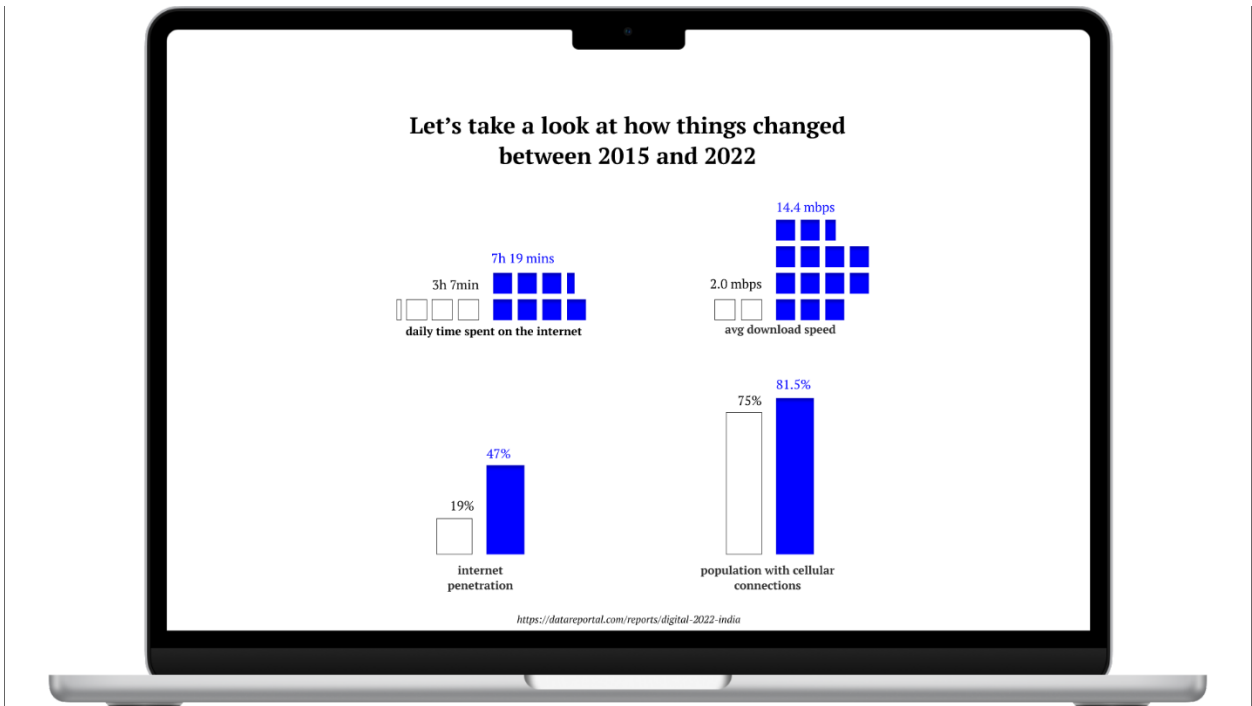 Let's take a look at how things changed
between 2015 and 2022
7h 19 mins
3h 7min
daily time spent on the internet
14.4 mbps
2.0 mbps
avg download speed
47%
19%
internet
penetration
81.5%
75%
population with cellular
connections
https://datareportal.com/reports/digital-2022-india